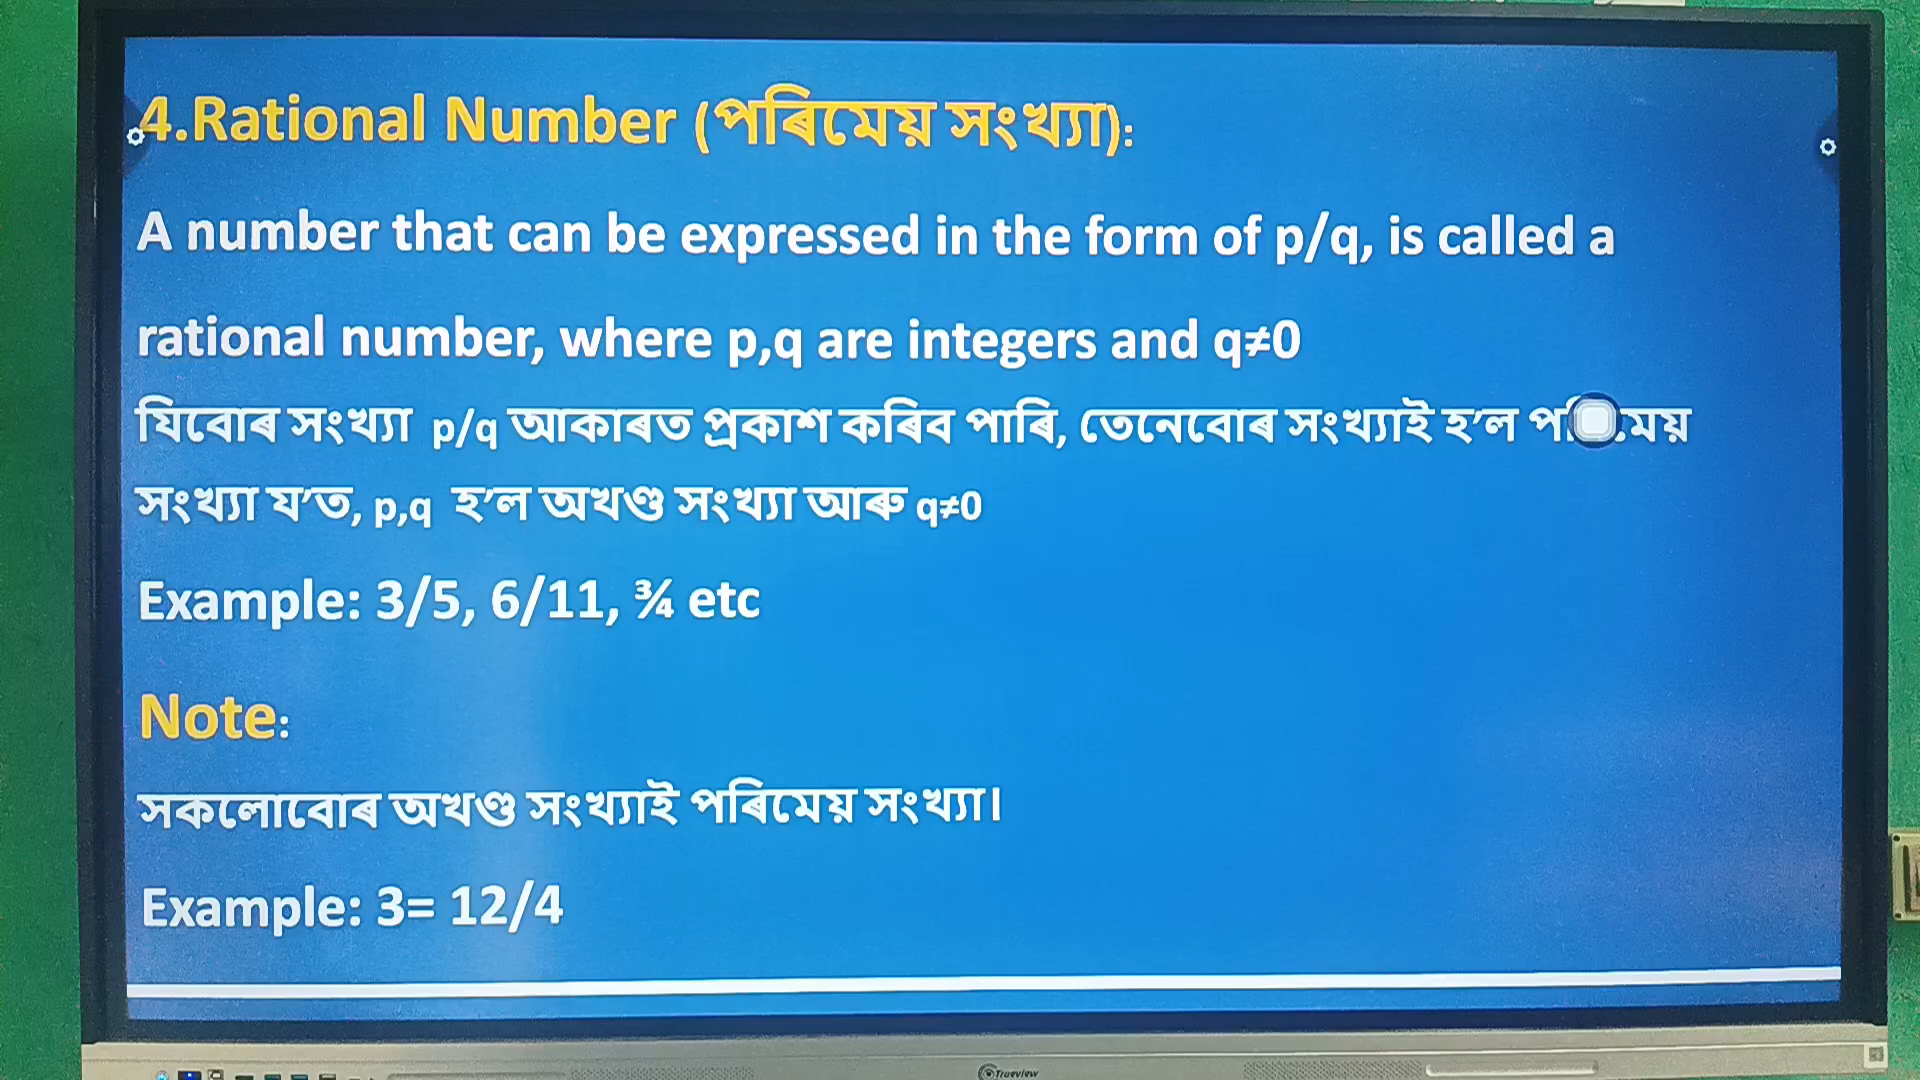 4.Rational Number (পৰিমেয় সংখ্যা):
A number that can be expressed in the form of p/q, is called a
rational number, where p,q are integers and q≠0
যিবোৰ সংখ্যা p/q আকাৰত প্ৰকাশ কৰিব পাৰি, তেনেবোৰ সংখ্যাই হ’ল
সংখ্যা য’ত, p,q হ’ল অখণ্ড সংখ্যা আৰু q≠0
Example: 3/5, 6/11, ¾ etc
Note:
সকলোবোৰ অখণ্ড সংখ্যাই পৰিমেয় সংখ্যা।
Example: 3= 12/4
Trueview